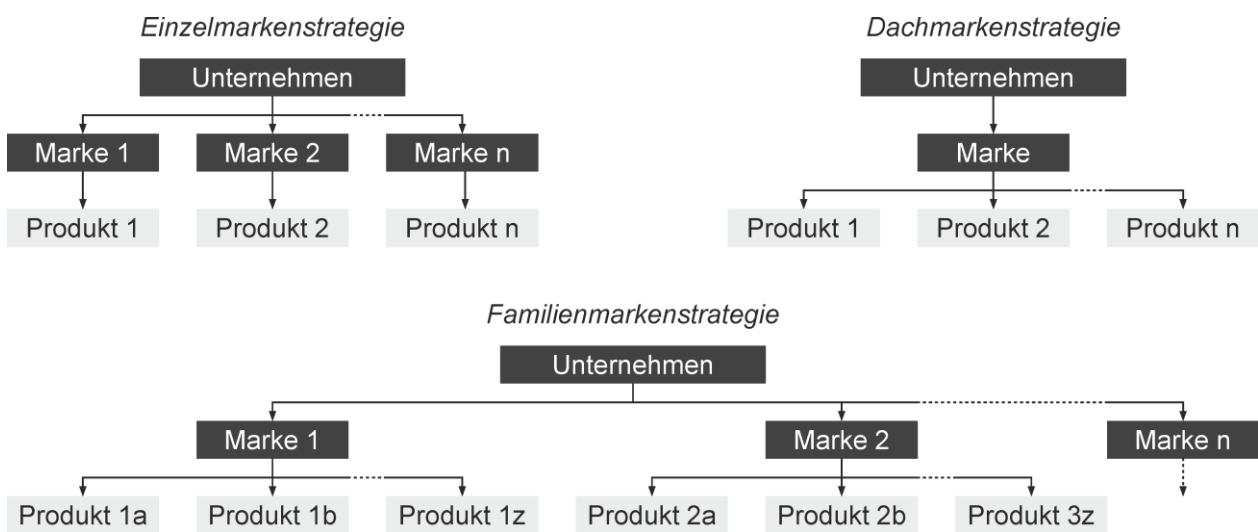 Einzelmarkenstrategie
Unternehmen
Marke 1
Marke 2
Marke n
Produkt 1
Produkt 2
Produkt n
Dachmarkenstrategie
Unternehmen
Marke
Produkt 1
Produkt 2
Produkt n
Familienmarkenstrategie
Unternehmen
Marke 1
Marke 2
Marke n
Produkt 1a
Produkt 1b
Produkt 1z
Produkt 2a
Produkt 2b
Produkt 3z